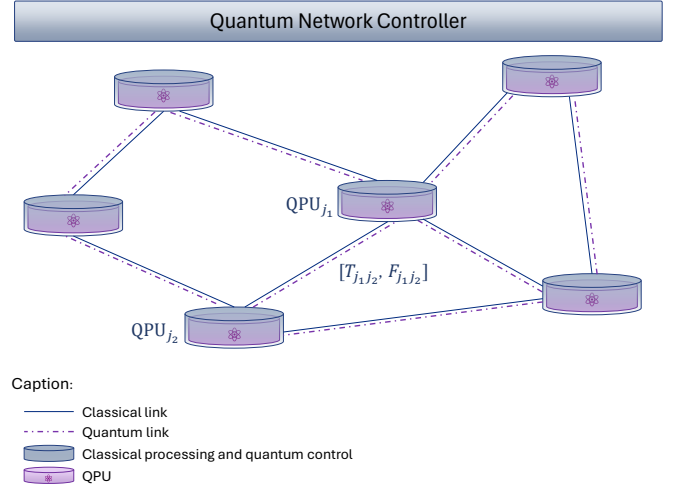 Quantum Network Controller
QPU_{j_1}
[T_{j_1 j_2}, F_{j_1 j_2}]
QPU_{j_2}
Caption:
Classical link
Quantum link
Classical processing and quantum control
QPU